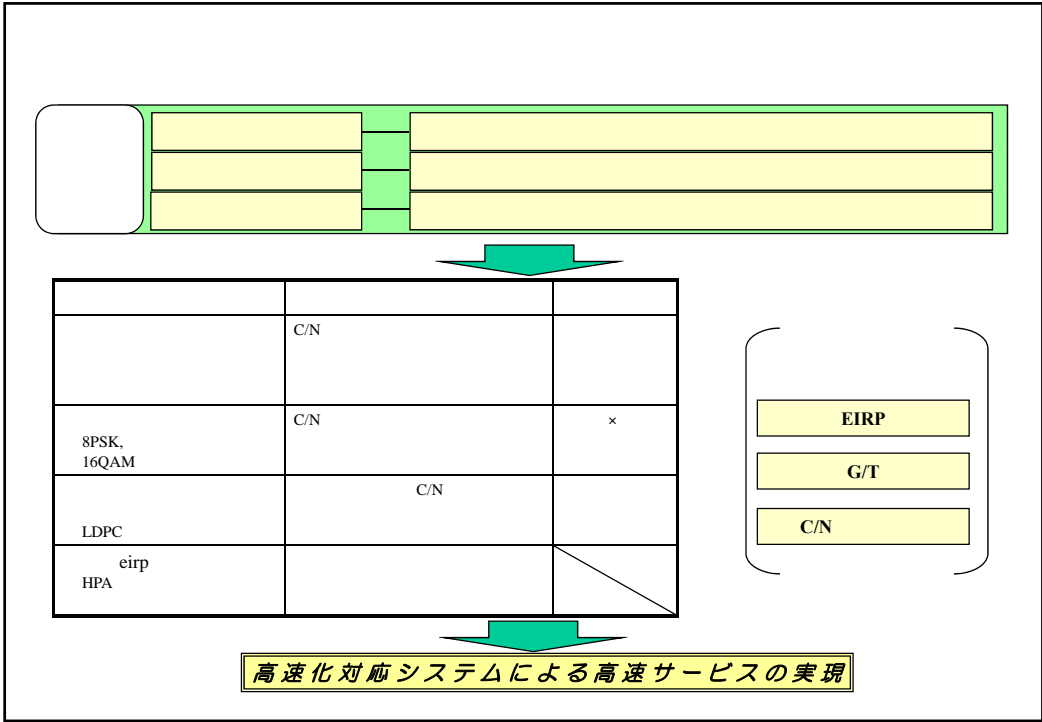 C/N
C/N ×
8PSK,
16QAM
C/N
LDPC
eirp
HPA
EIRP
G/T
C/N
高速化対応システムによる高速サービスの実現